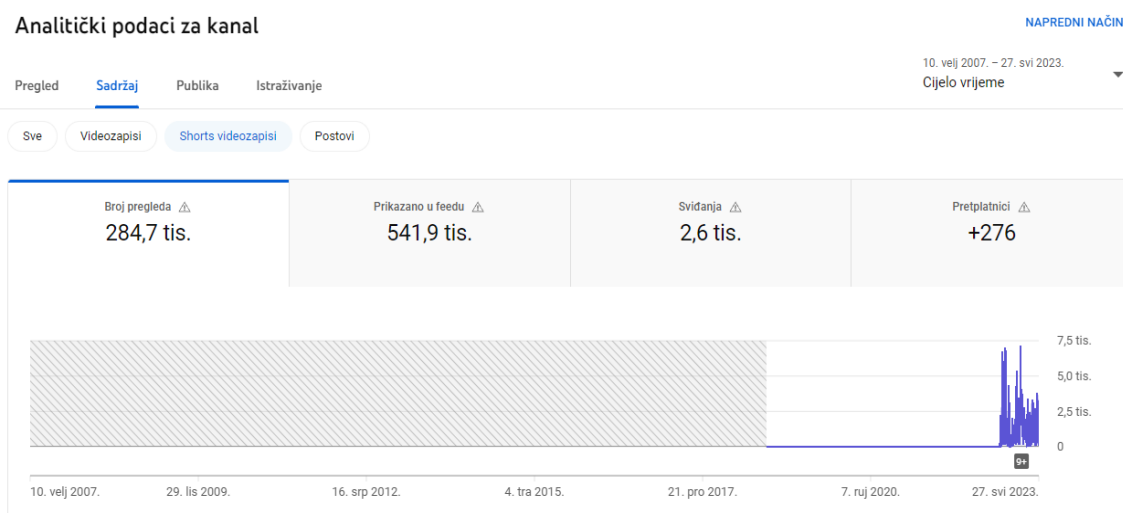 Analitički podaci za kanal
NAPREDNI NAČIN
Pregled Sadržaj Publika Istraživanje
10. velj 2007. – 27. svi 2023.
Cijelo vrijeme
Sve Videozapisi Shorts videozapisi Postovi
Broj pregleda Prikazano u feedu Sviđanja Pretplatnici
284,7 tis. 541,9 tis. 2,6 tis. +276
7,5 tis.
5,0 tis.
2,5 tis.
0
9+
10. velj 2007. 29. lis 2009. 16. srp 2012. 4. tra 2015. 21. pro 2017. 7. ruj 2020. 27. svi 2023.